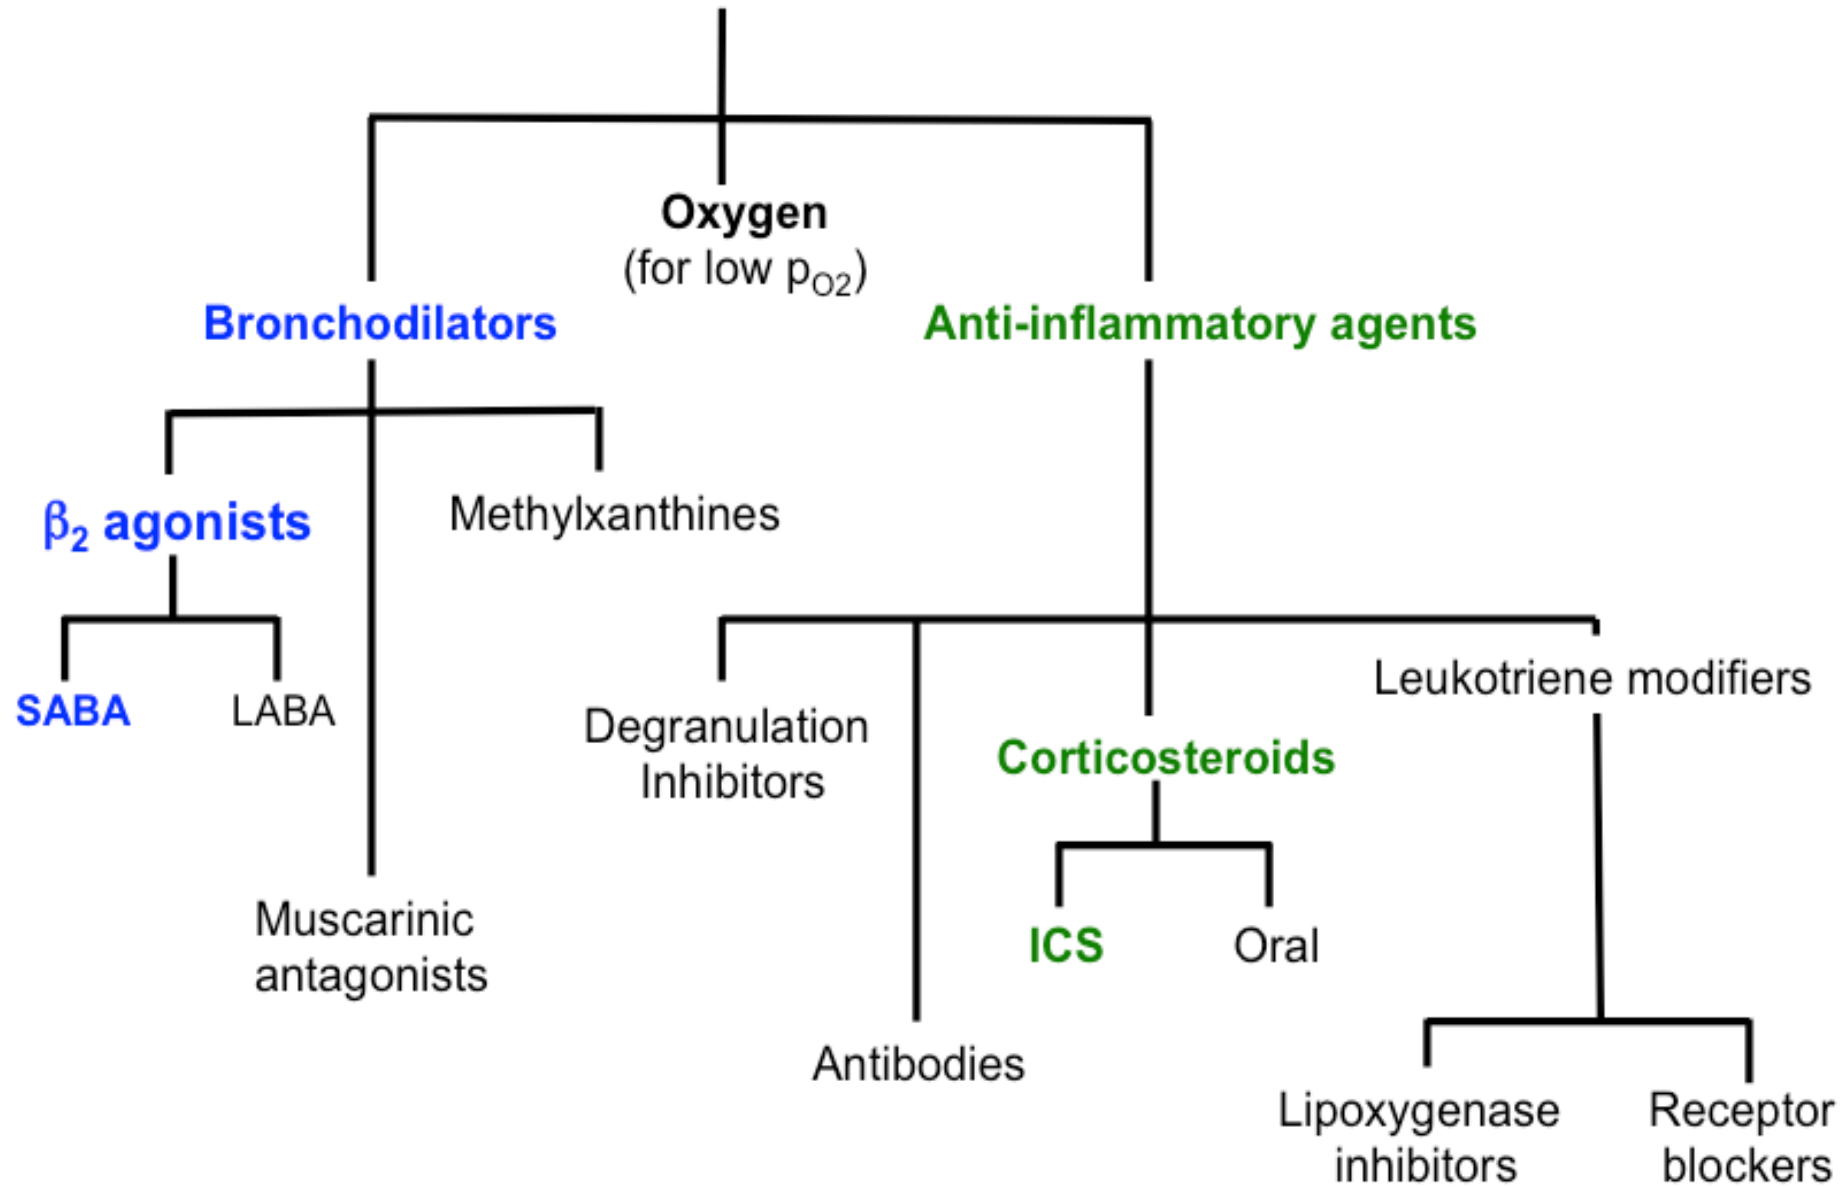 Oxygen
(for low pO2)
Bronchodilators
Anti-inflammatory agents
β2 agonists
Methylxanthines
SABA
LABA
Leukotriene modifiers
Degranulation
Inhibitors
Corticosteroids
Muscarinic
antagonists
ICS
Oral
Antibodies
Lipoxygenase
inhibitors
Receptor
blockers